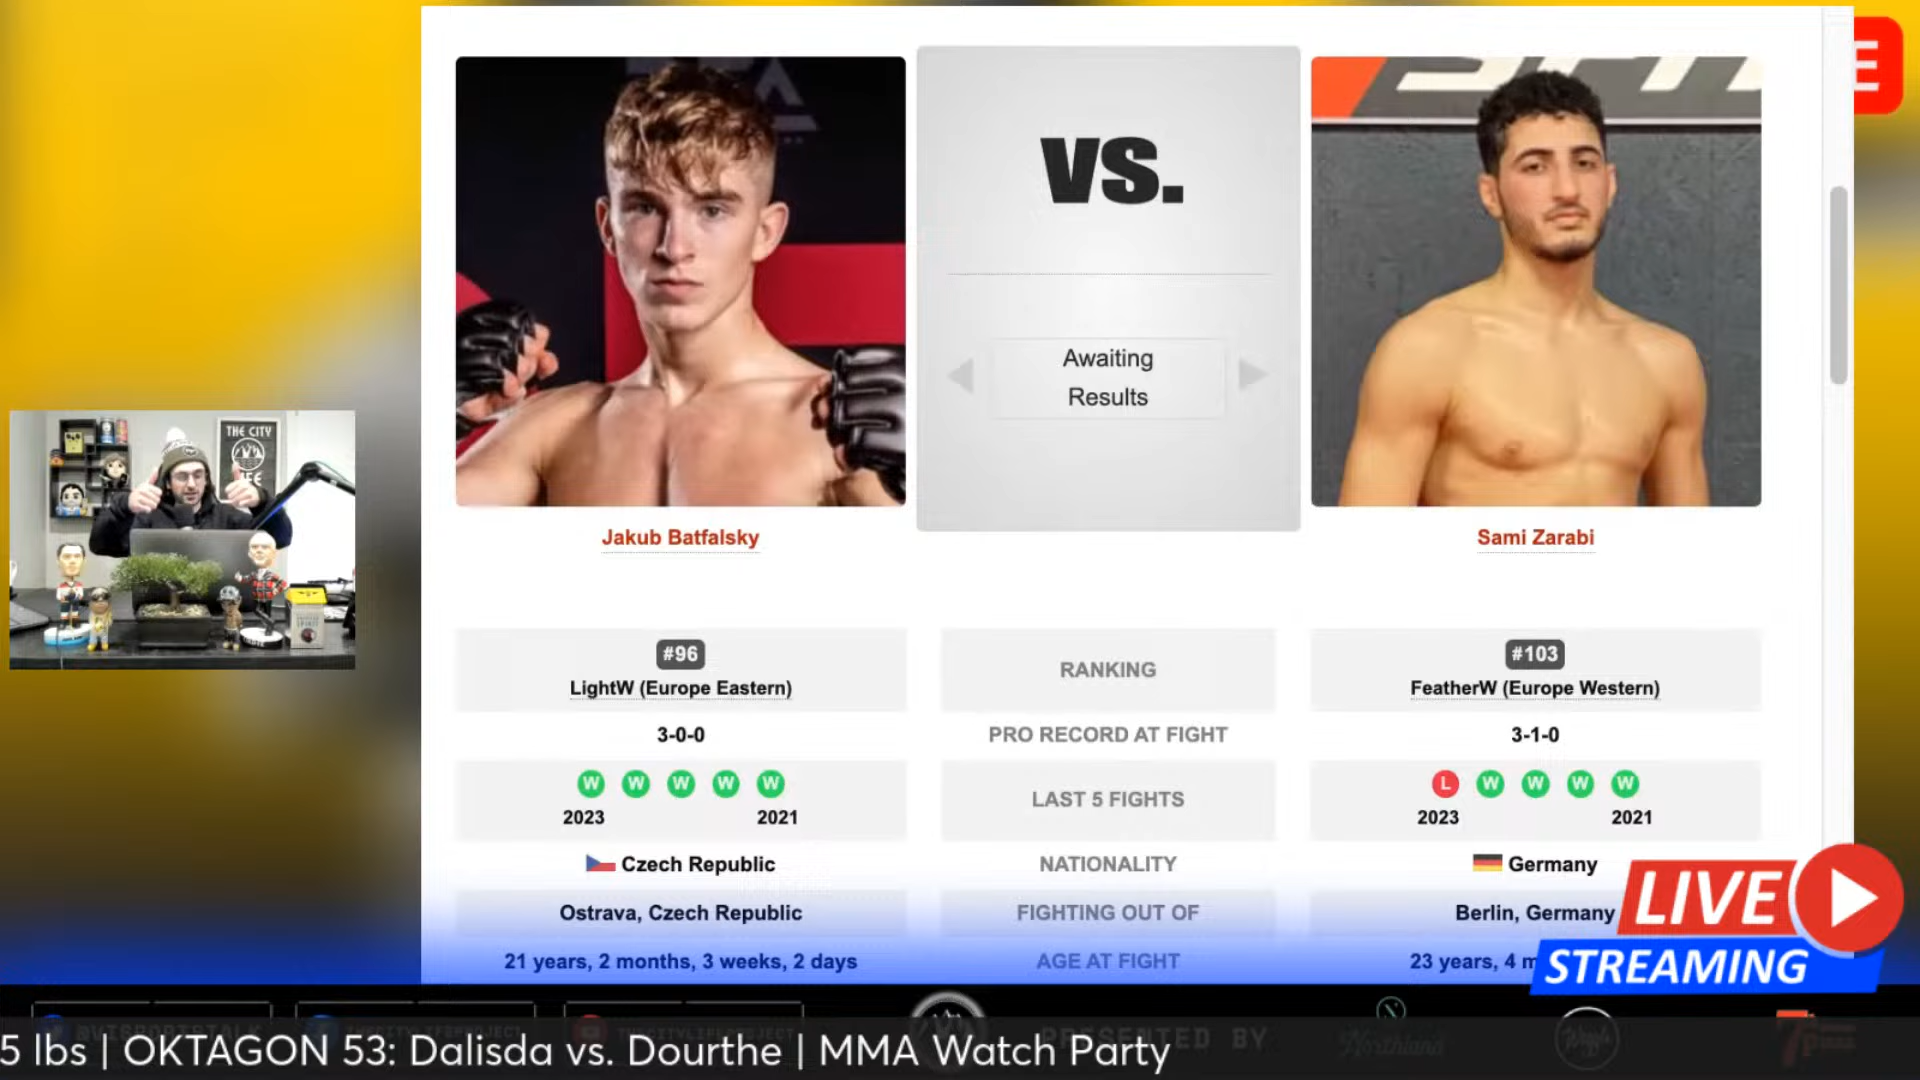 VS.
Awaiting
Results
Jakub Batfalsky
Sami Zarabi
#96
LightW (Europe Eastern)
RANKING
#103
FeatherW (Europe Western)
3-0-0
PRO RECORD AT FIGHT
3-1-0
W W W W W
2023 2021
LAST 5 FIGHTS
L W W W W
2023 2021
Czech Republic
NATIONALITY
Germany
Ostrava, Czech Republic
FIGHTING OUT OF
Berlin, Germany
21 years, 2 months, 3 weeks, 2 days
AGE AT FIGHT
23 years, 4 m
LIVE
STREAMING
THE CITY
E
PRESENTED BY
Northland
5 lbs | OKTAGON 53: Dalisda vs. Dourthe | MMA Watch Party